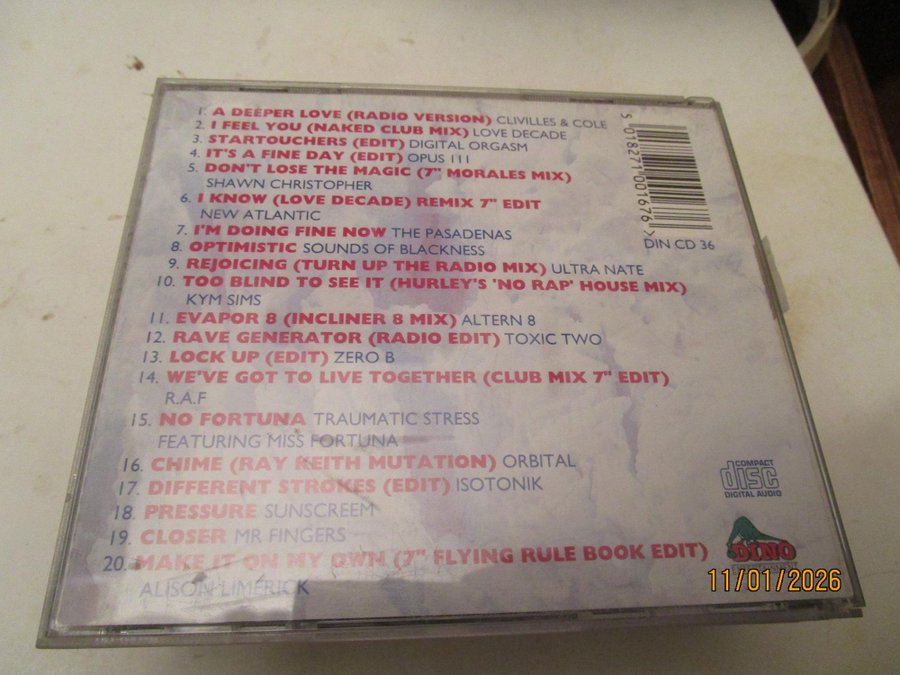 1. A DEEPER LOVE (RADIO VERSION) CLIVILLES & COLE
2. I FEEL YOU (NAKED CLUB MIX) LOVE DECADE
3. STARTOUCHERS (EDIT) DIGITAL ORGASM
4. IT'S A FINE DAY (EDIT) OPUS III
5. DON'T LOSE THE MAGIC (7" MORALES MIX)
SHAWN CHRISTOPHER
6. I KNOW (LOVE DECADE) REMIX 7" EDIT
NEW ATLANTIC
7. I'M DOING FINE NOW THE PASADENAS
8. OPTIMISTIC SOUNDS OF BLACKNESS
9. REJOICING (TURN UP THE RADIO MIX) ULTRA NATE
10. TOO BLIND TO SEE IT (HURLEY'S 'NO RAP' HOUSE MIX)
KYM SIMS
11. EVAPOR 8 (INCLINER 8 MIX) ALTERN 8
12. RAVE GENERATOR (RADIO EDIT) TOXIC TWO
13. LOCK UP (EDIT) ZERO B
14. WE'VE GOT TO LIVE TOGETHER (CLUB MIX 7" EDIT)
R.A.F
15. NO FORTUNA TRAUMATIC STRESS
FEATURING MISS FORTUNA
16. CHIME (RAY KEITH MUTATION) ORBITAL
17. DIFFERENT STROKES (EDIT) ISOTONIK
18. PRESSURE SUNSCREEM
19. CLOSER MR FINGERS
20. MAKE IT ON MY OWN (7" FLYING RULE BOOK EDIT)
ALISON LIMERICK
5 018271 001676 >
DIN CD 36
COMPACT
disc
DIGITAL AUDIO
DINO
11/01/2026